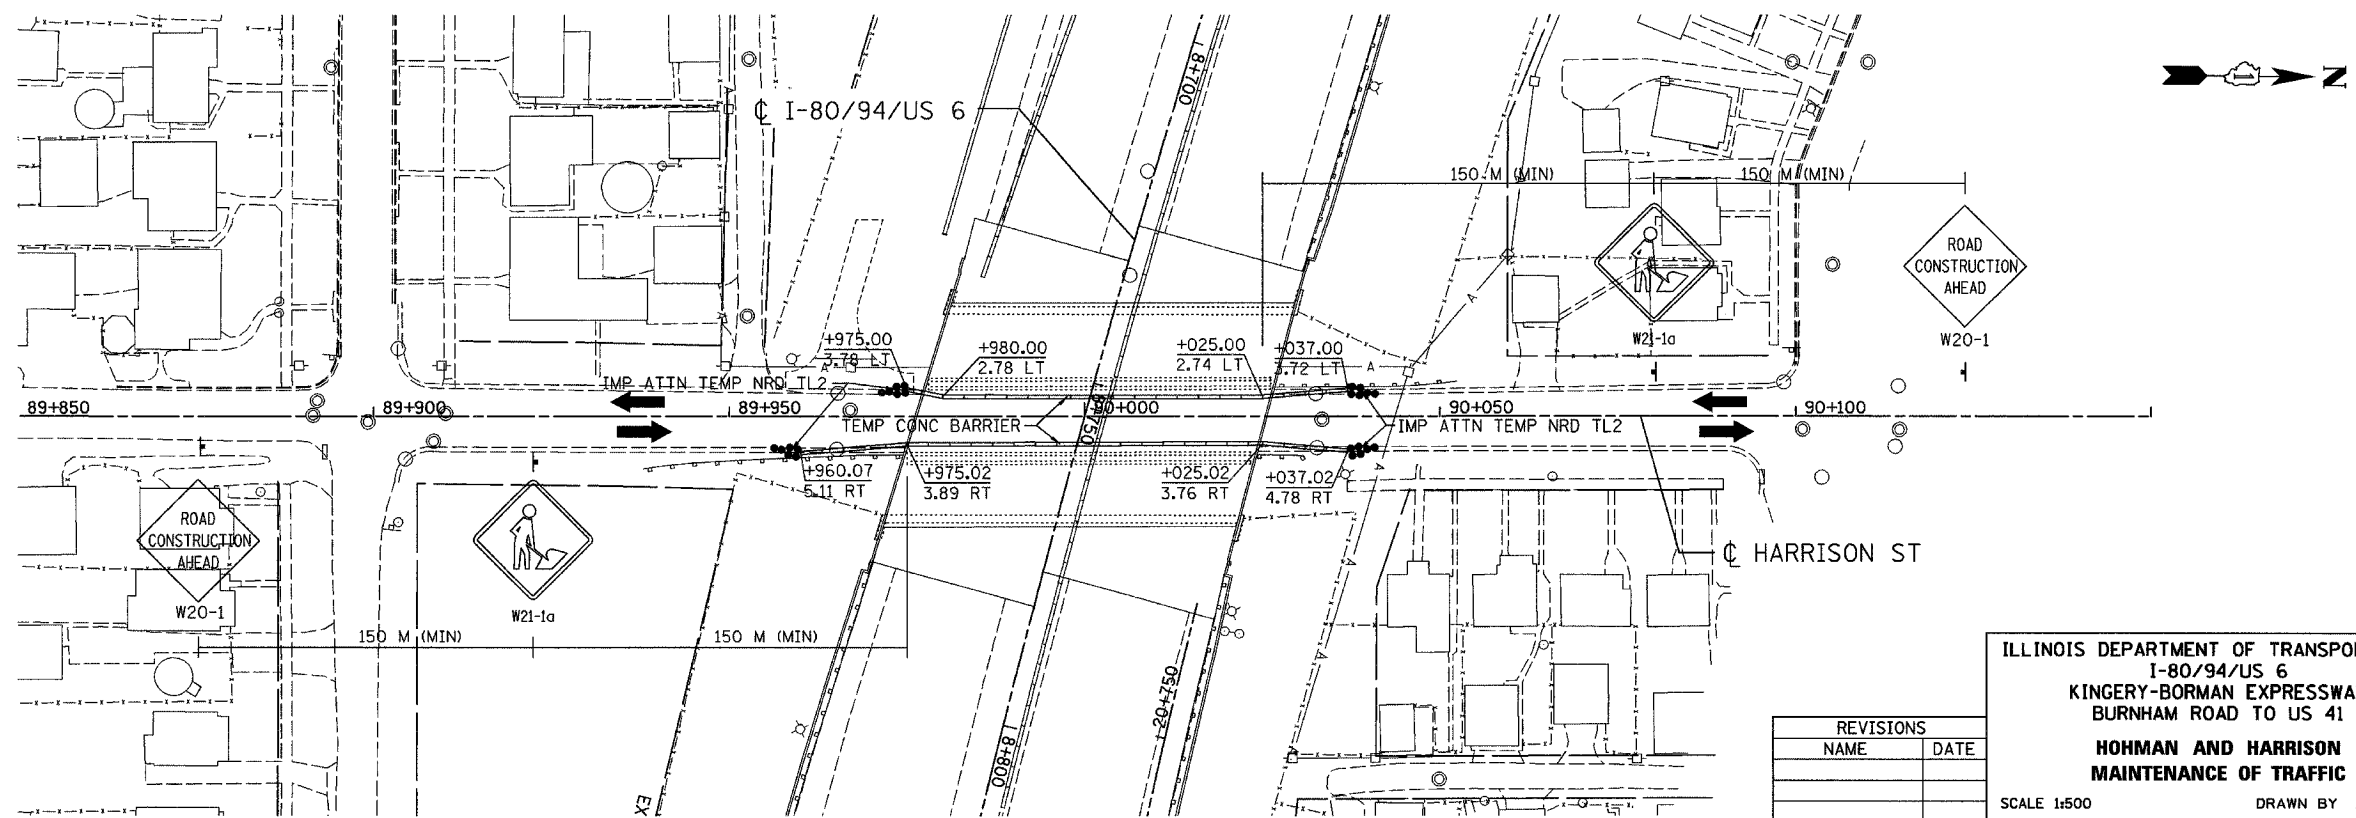 ℄ I-80/94/US 6
18+700
N
150 M (MIN)
150 M (MIN)
ROAD
CONSTRUCTION
AHEAD
W20-1
W21-1a
+975.00
3.78 LT
+980.00
2.78 LT
+025.00
2.74 LT
+037.00
3.72 LT
A
A
A
A
IMP ATTN TEMP NRD TL2
89+850
89+900
89+950
90+000
90+050
90+100
18+750
TEMP CONC BARRIER
IMP ATTN TEMP NRD TL2
+960.07
5.11 RT
+975.02
3.89 RT
+025.02
3.76 RT
+037.02
4.78 RT
A
A
A
A
ROAD
CONSTRUCTION
AHEAD
W20-1
W21-1a
℄ HARRISON ST
150 M (MIN)
150 M (MIN)
20+750
18+800
EX
ILLINOIS DEPARTMENT OF TRANSPO
I-80/94/US 6
KINGERY-BORMAN EXPRESSWA
BURNHAM ROAD TO US 41
HOHMAN AND HARRISON
MAINTENANCE OF TRAFFIC
SCALE 1:500 DRAWN BY
REVISIONS
NAME DATE